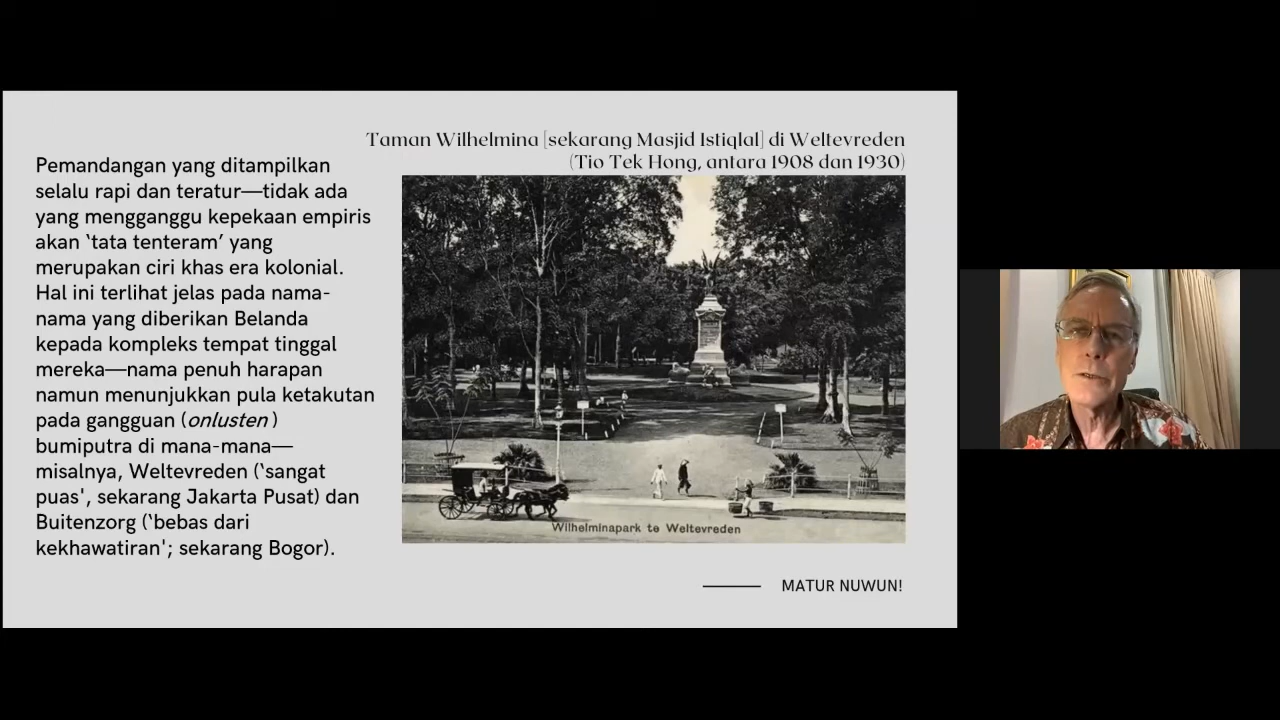 Taman Wilhelmina [sekarang Masjid Istiqlal] di Weltevreden
(Tio Tek Hong, antara 1908 dan 1930)
Pemandangan yang ditampilkan
selalu rapi dan teratur—tidak ada
yang mengganggu kepekaan empiris
akan ‘tata tenteram’ yang
merupakan ciri khas era kolonial.
Hal ini terlihat jelas pada nama-
nama yang diberikan Belanda
kepada kompleks tempat tinggal
mereka—nama penuh harapan
namun menunjukkan pula ketakutan
pada gangguan (onlusten )
bumiputra di mana-mana—
misalnya, Weltevreden (‘sangat
puas', sekarang Jakarta Pusat) dan
Buitenzorg (‘bebas dari
kekhawatiran'; sekarang Bogor).
Wilhelminapark te Weltevreden
MATUR NUWUN!